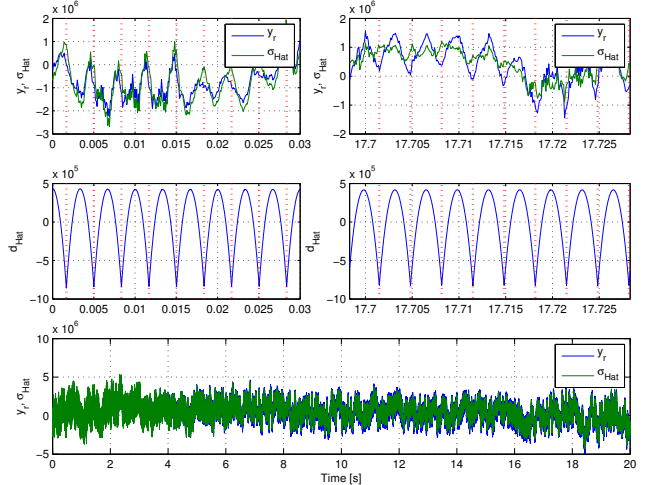 x 10^6
y_r, σ_Hat
2
1
0
−1
−2
−3
0 0.005 0.01 0.015 0.02 0.025 0.03
y_r
σ_Hat
x 10^6
y_r, σ_Hat
2
1
0
−1
−2
17.7 17.705 17.71 17.715 17.72 17.725
y_r
σ_Hat
x 10^5
d_Hat
5
0
−5
−10
0 0.005 0.01 0.015 0.02 0.025 0.03
x 10^5
d_Hat
5
0
−5
−10
17.7 17.705 17.71 17.715 17.72 17.725
x 10^6
y_r, σ_Hat
10
5
0
−5
0 2 4 6 8 10 12 14 16 18 20
y_r
σ_Hat
Time [s]